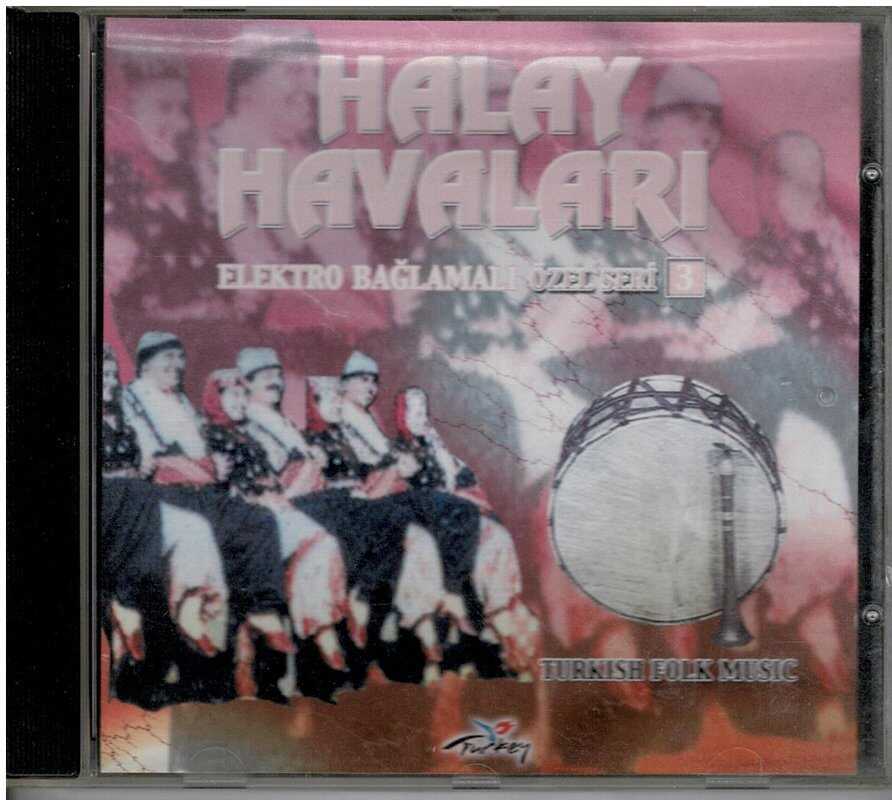 HALAY
HAVALARI
ELEKTRO BAĞLAMALI ÖZEL SERİ 3
TURKISH FOLK MUSIC
Turkey